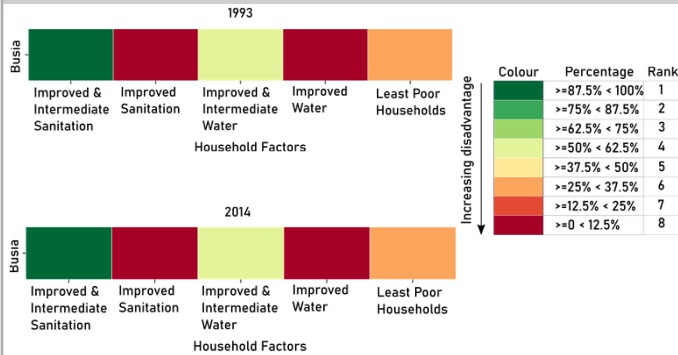 1993
Busia
Improved &
Intermediate
Sanitation
Improved
Sanitation
Improved &
Intermediate
Water
Improved
Water
Least Poor
Households
Household Factors
2014
Busia
Improved &
Intermediate
Sanitation
Improved
Sanitation
Improved &
Intermediate
Water
Improved
Water
Least Poor
Households
Household Factors
Increasing disadvantage
Colour Percentage Rank
>=87.5% < 100% 1
>=75% < 87.5% 2
>=62.5% < 75% 3
>=50% < 62.5% 4
>=37.5% < 50% 5
>=25% < 37.5% 6
>=12.5% < 25% 7
>=0 < 12.5% 8